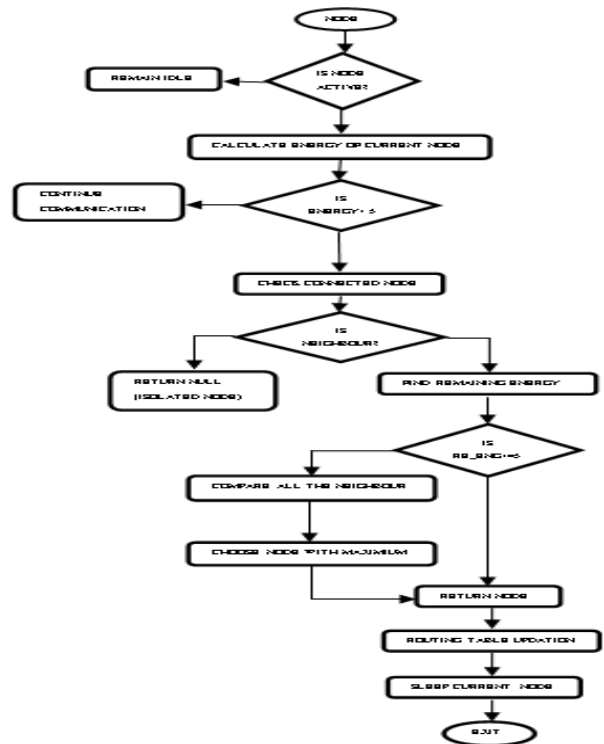 NODE
IS NODE
ACTIVE?
REMAIN IDLE
CALCULATE ENERGY OF CURRENT NODE
IS
CONTINUE
COMMUNICATION
CHECK CONNECTED NODE
IS
NEIGHBOUR?
RETURN NULL
(ISOLATED NODE)
FIND REMAINING ENERGY
IS
COMPARE ALL THE NEIGHBOUR
CHOOSE NODE WITH MAXIMUM
RETURN NODE
ROUTING TABLE UPDATION
SLEEP CURRENT NODE
EXIT